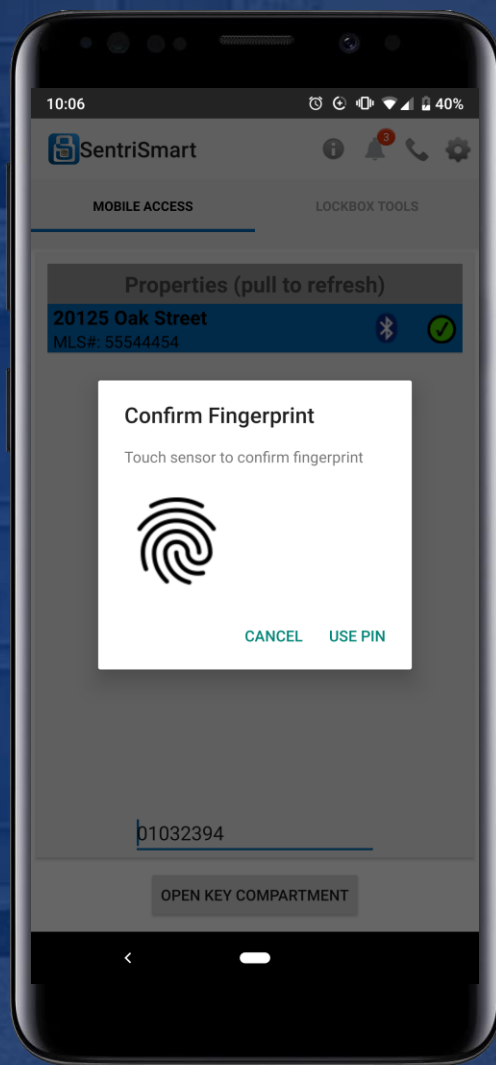 10:06
40%
SentriSmart
3
MOBILE ACCESS
LOCKBOX TOOLS
Properties (pull to refresh)
20125 Oak Street
MLS#: 55544454
Confirm Fingerprint
Touch sensor to confirm fingerprint
CANCEL USE PIN
01032394
OPEN KEY COMPARTMENT